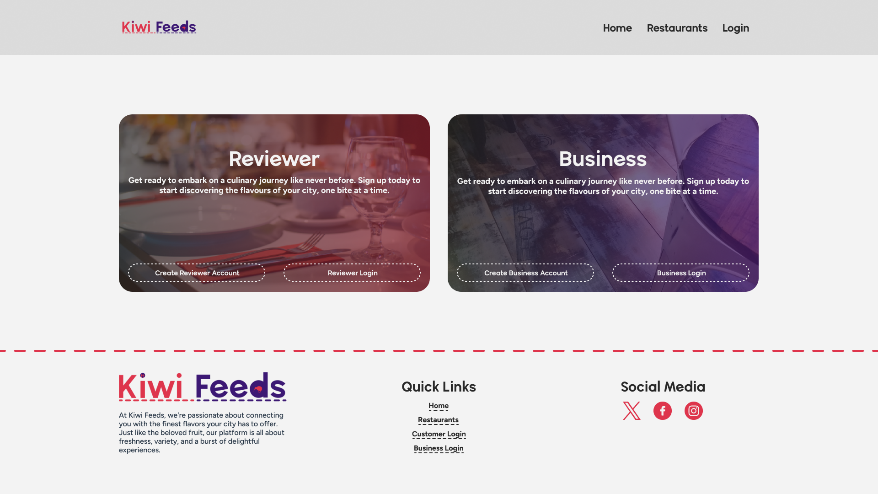 Kiwi Feeds
Home Restaurants Login
Reviewer
Get ready to embark on a culinary journey like never before. Sign up today to
start discovering the flavours of your city, one bite at a time.
Create Reviewer Account Reviewer Login
Business
Get ready to embark on a culinary journey like never before. Sign up today to
start discovering the flavours of your city, one bite at a time.
Create Business Account Business Login
Kiwi Feeds
At Kiwi Feeds, we're passionate about connecting
you with the finest flavors your city has to offer.
Just like the beloved fruit, our platform is all about
freshness, variety, and a burst of delightful
experiences.
Quick Links
Home
Restaurants
Customer Login
Business Login
Social Media